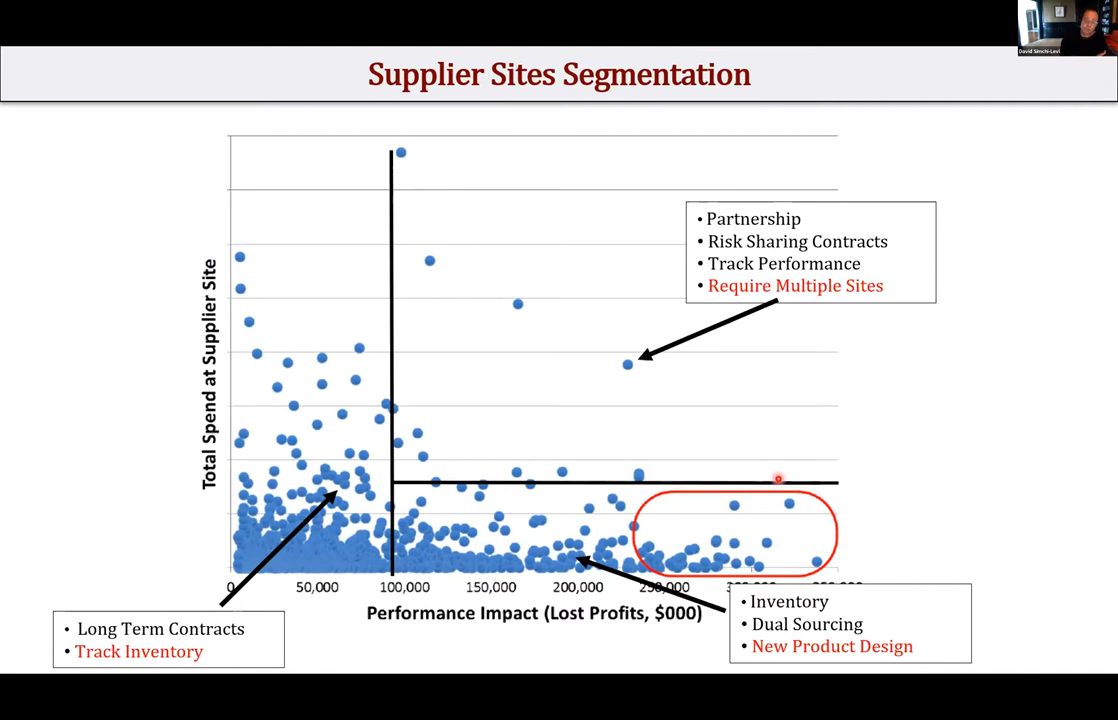 David Simchi-Levi
Supplier Sites Segmentation
• Partnership
• Risk Sharing Contracts
• Track Performance
• Require Multiple Sites
Total Spend at Supplier Site
0 50,000 100,000 150,000 200,000
Performance Impact (Lost Profits, $000)
• Long Term Contracts
• Track Inventory
• Inventory
• Dual Sourcing
• New Product Design